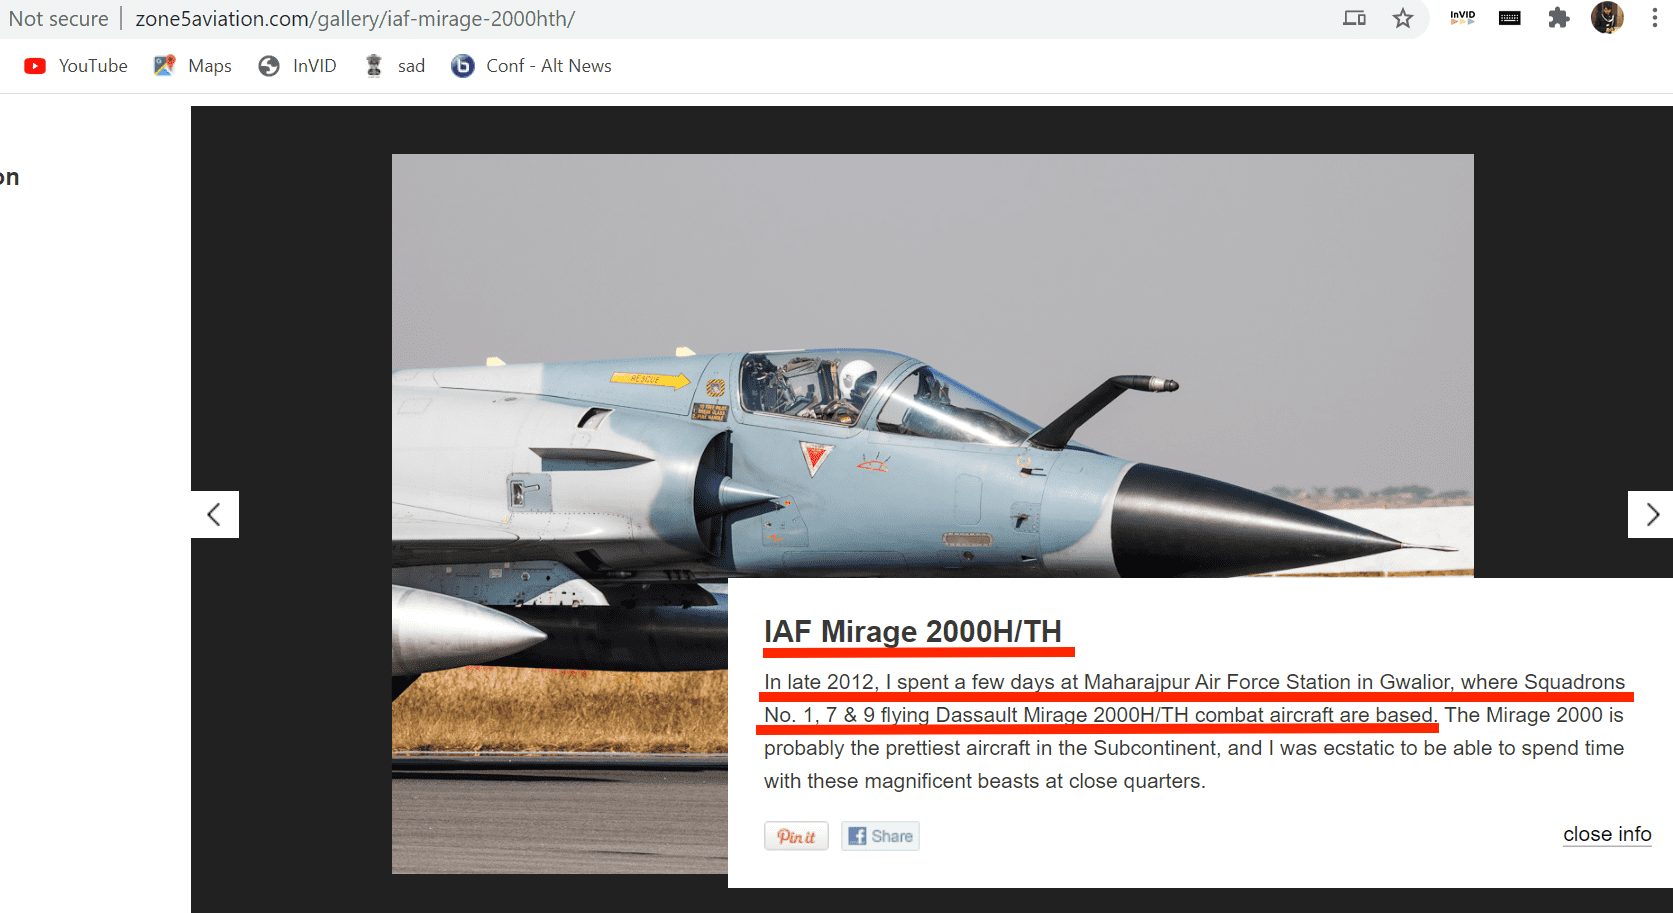 Not secure | zone5aviation.com/gallery/iaf-mirage-2000hth/
InVID
YouTube Maps InVID sad Conf - Alt News
on
RESCUE
IAF Mirage 2000H/TH
In late 2012, I spent a few days at Maharajpur Air Force Station in Gwalior, where Squadrons
No. 1, 7 & 9 flying Dassault Mirage 2000H/TH combat aircraft are based. The Mirage 2000 is
probably the prettiest aircraft in the Subcontinent, and I was ecstatic to be able to spend time
with these magnificent beasts at close quarters.
Pin it Share
close info